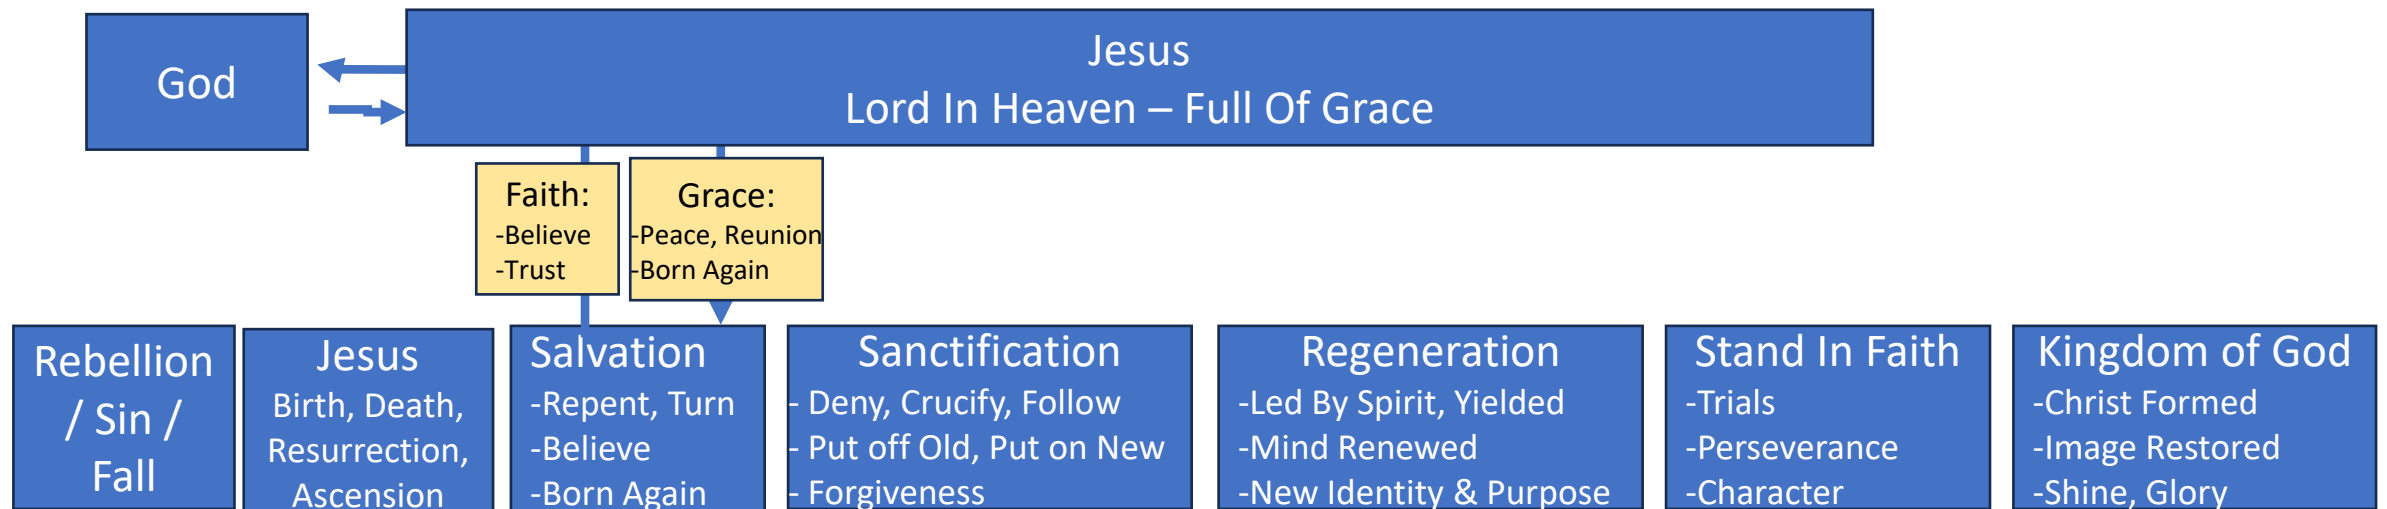 God
Jesus
Lord In Heaven – Full Of Grace
Faith:
-Believe
-Trust
Grace:
-Peace, Reunion
-Born Again
Rebellion
/ Sin /
Fall
Jesus
Birth, Death,
Resurrection,
Ascension
Salvation
-Repent, Turn
-Believe
-Born Again
Sanctification
- Deny, Crucify, Follow
- Put off Old, Put on New
- Forgiveness
Regeneration
-Led By Spirit, Yielded
-Mind Renewed
-New Identity & Purpose
Stand In Faith
-Trials
-Perseverance
-Character
Kingdom of God
-Christ Formed
-Image Restored
-Shine, Glory